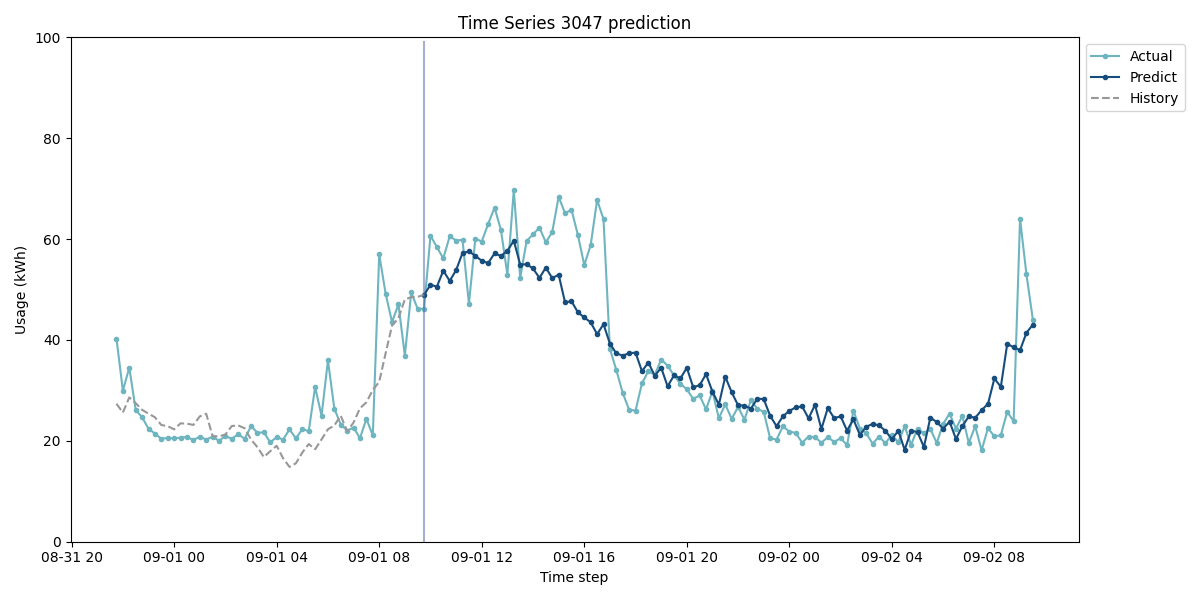 Time Series 3047 prediction
100
80
60
40
20
0
Usage (kWh)
08-31 20
09-01 00
09-01 04
09-01 08
09-01 12
09-01 16
09-01 20
09-02 00
09-02 04
09-02 08
Time step
Actual
Predict
History